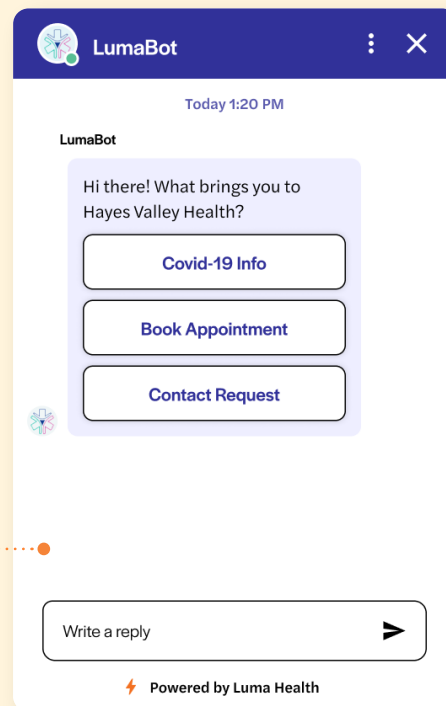 LumaBot
Today 1:20 PM
LumaBot
Hi there! What brings you to
Hayes Valley Health?
Covid-19 Info
Book Appointment
Contact Request
Write a reply
Powered by Luma Health